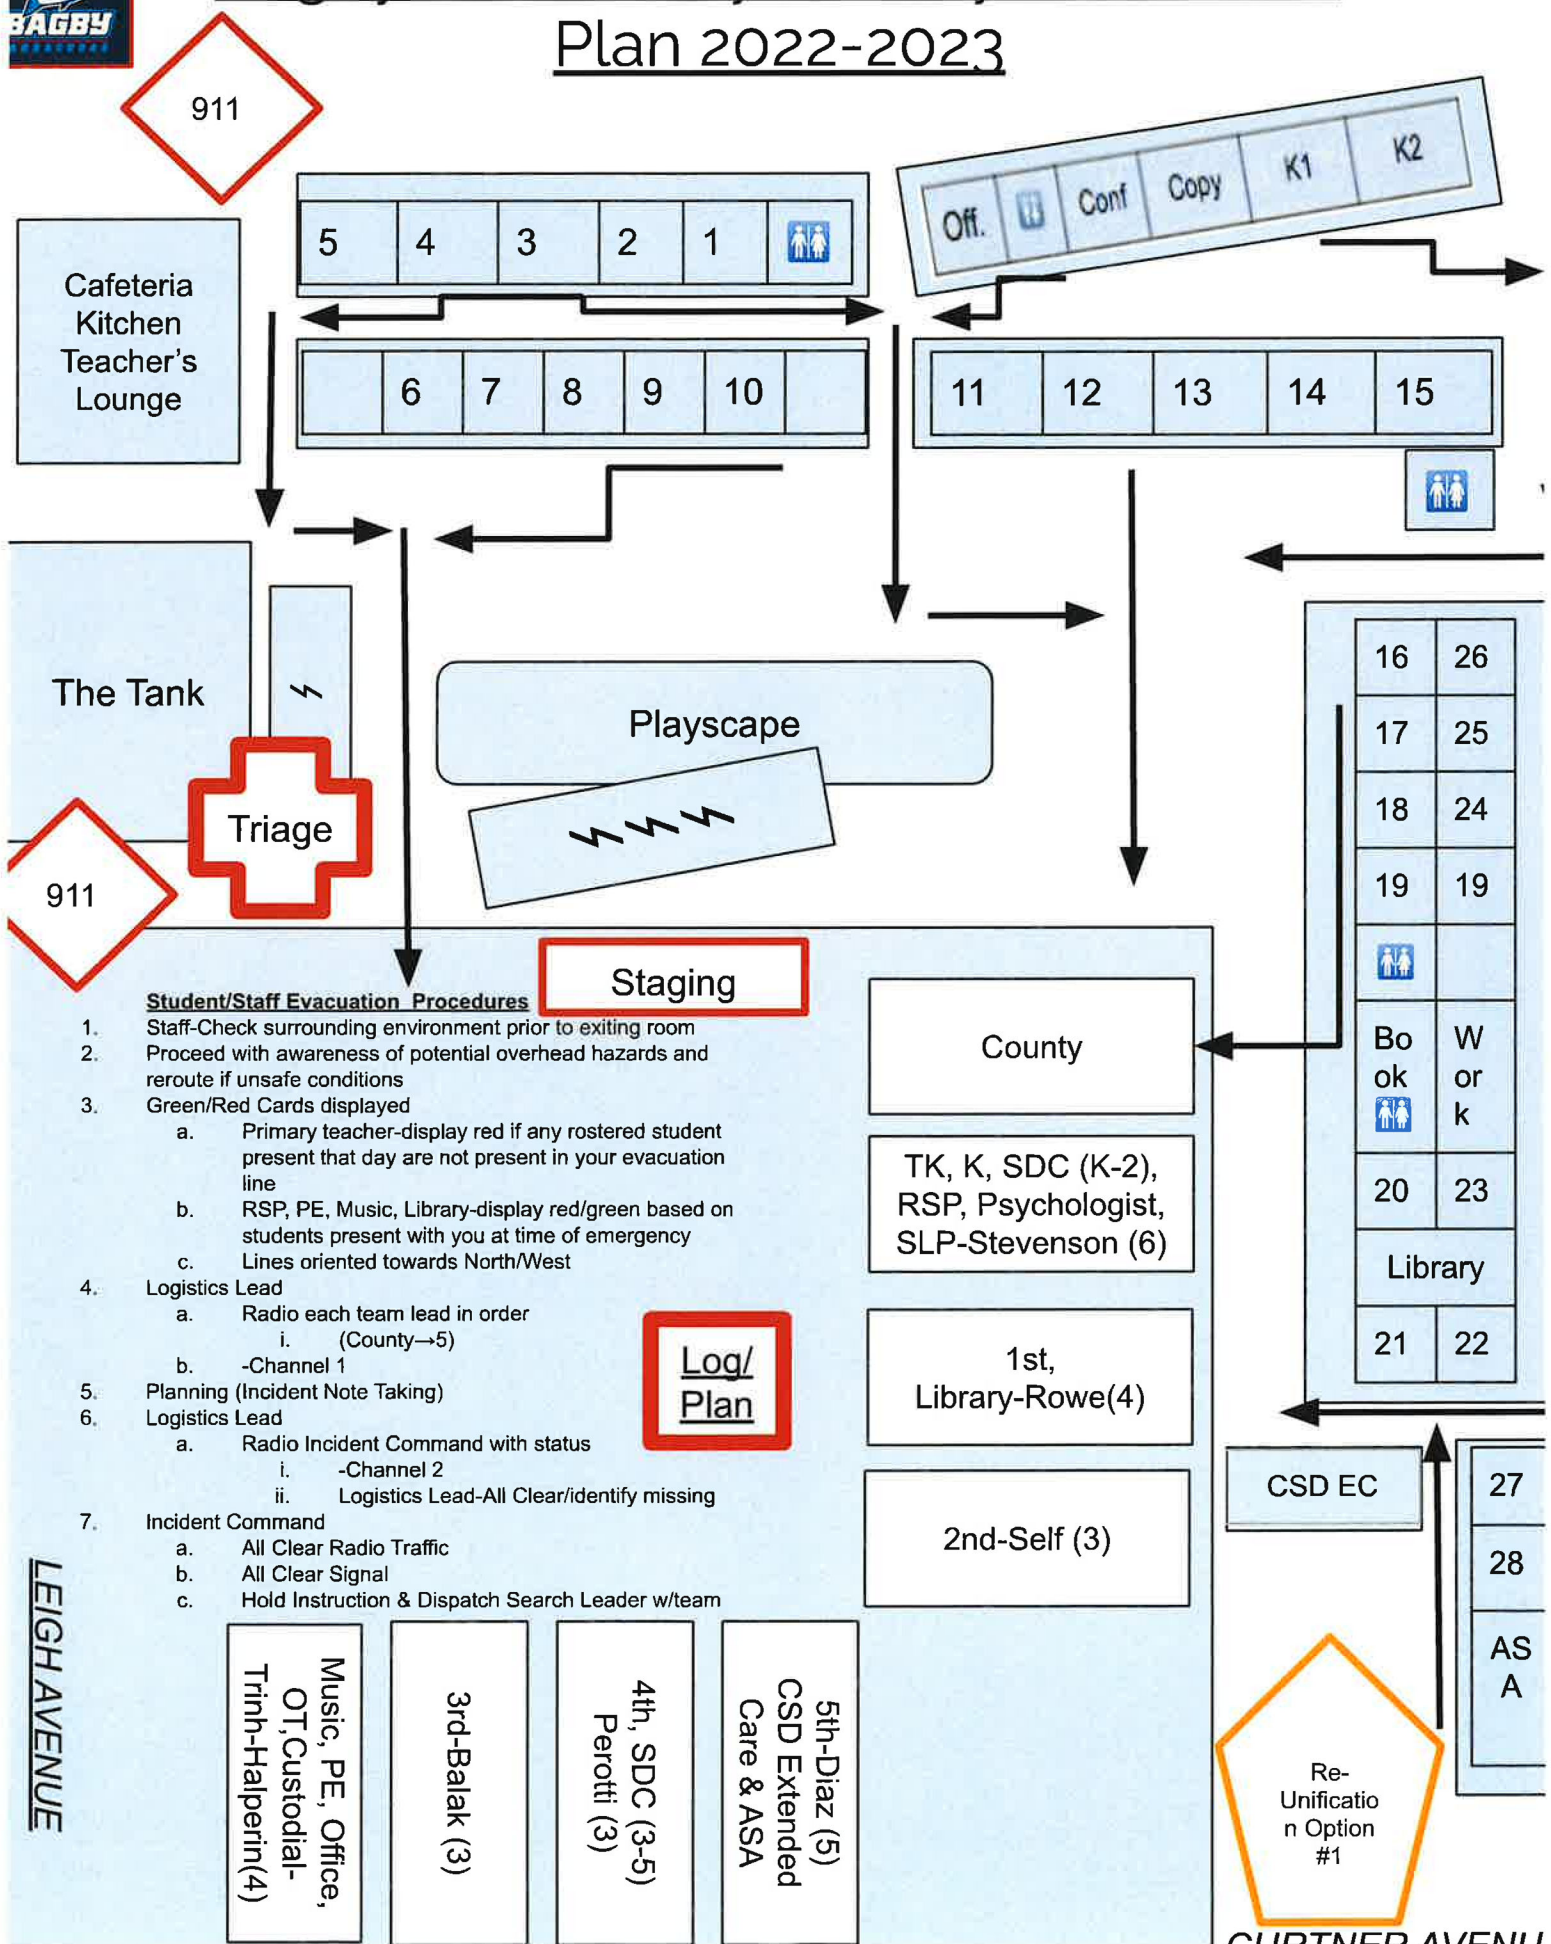 BAGBY
Plan 2022-2023
911
Off.
Conf
Copy
K1
K2
5
4
3
2
1
Cafeteria
Kitchen
Teacher's
Lounge
6
7
8
9
10
11
12
13
14
15
The Tank
Playscape
Triage
911
16
26
17
25
18
24
19
19
Bo
ok
W
or
k
20
23
Library
21
22
Staging
Student/Staff Evacuation Procedures
1. Staff-Check surrounding environment prior to exiting room
2. Proceed with awareness of potential overhead hazards and
reroute if unsafe conditions
3. Green/Red Cards displayed
a. Primary teacher-display red if any rostered student
present that day are not present in your evacuation
line
b. RSP, PE, Music, Library-display red/green based on
students present with you at time of emergency
c. Lines oriented towards North/West
4. Logistics Lead
a. Radio each team lead in order
i. (County→5)
b. -Channel 1
5. Planning (Incident Note Taking)
6. Logistics Lead
a. Radio Incident Command with status
i. -Channel 2
ii. Logistics Lead-All Clear/identify missing
7. Incident Command
a. All Clear Radio Traffic
b. All Clear Signal
c. Hold Instruction & Dispatch Search Leader w/team
Log/
Plan
County
TK, K, SDC (K-2),
RSP, Psychologist,
SLP-Stevenson (6)
1st,
Library-Rowe(4)
2nd-Self (3)
CSD EC
27
28
AS
A
LEIGH AVENUE
Music, PE, Office,
OT,Custodial-
Trinh-Halperin(4)
3rd-Balak (3)
4th, SDC (3-5)
Perotti (3)
5th-Diaz (5)
CSD Extended
Care & ASA
Re-
Unificatio
n Option
#1
CURTNER AVENU